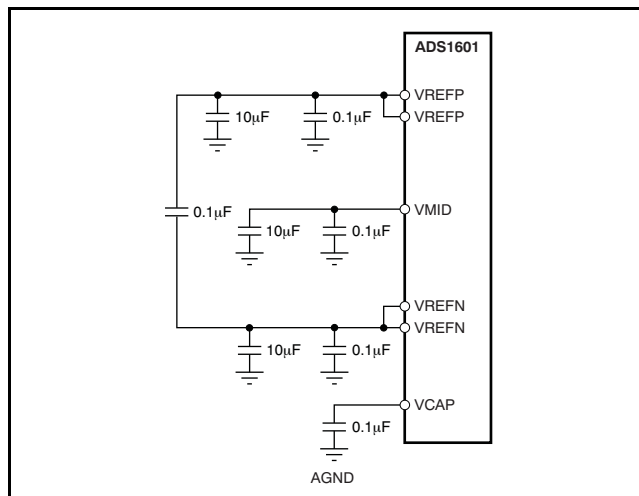 ADS1601
VREFP
10μF
0.1μF
VREFP
0.1μF
VMID
10μF
0.1μF
VREFN
VREFN
10μF
0.1μF
VCAP
0.1μF
AGND